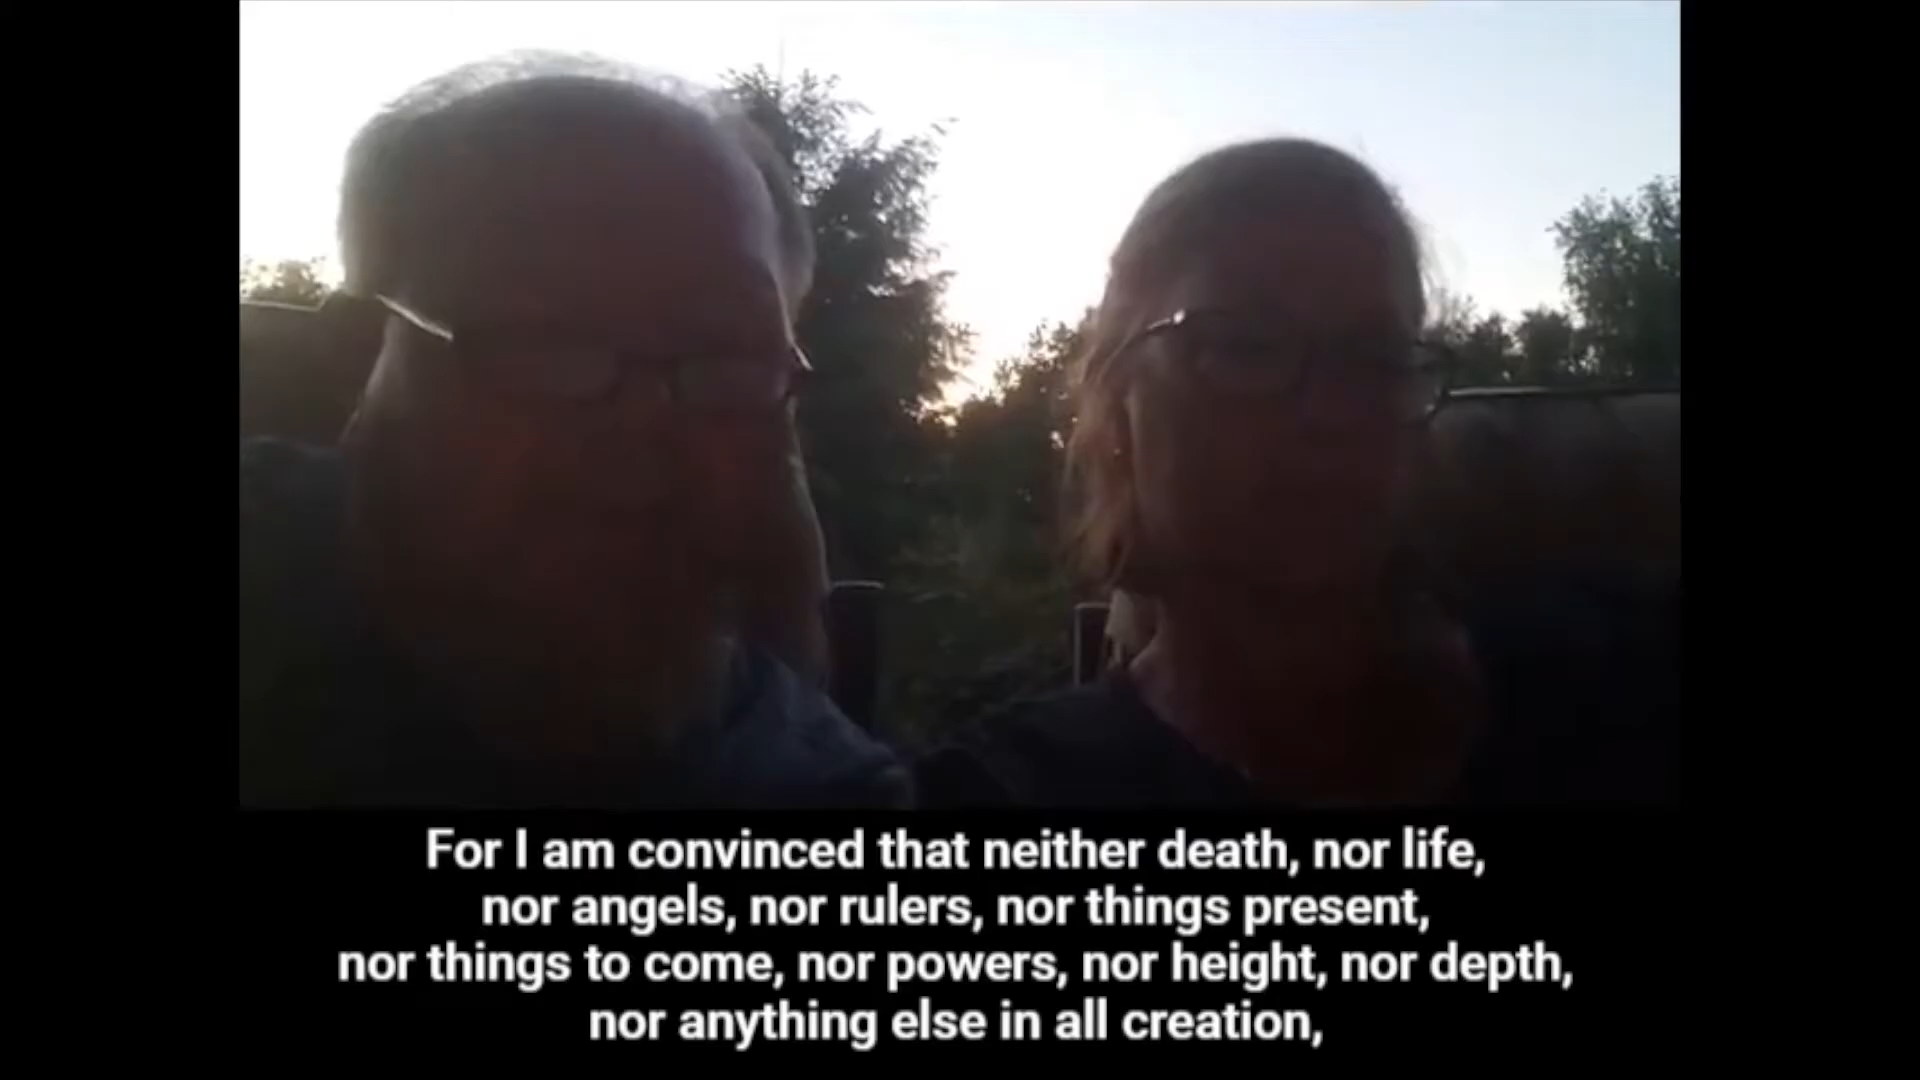 For I am convinced that neither death, nor life,
nor angels, nor rulers, nor things present,
nor things to come, nor powers, nor height, nor depth,
nor anything else in all creation,